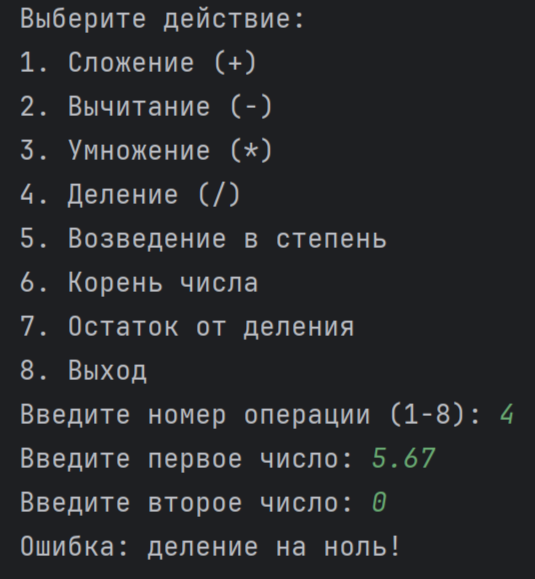 Выберите действие:
1. Сложение (+)
2. Вычитание (-)
3. Умножение (*)
4. Деление (/)
5. Возведение в степень
6. Корень числа
7. Остаток от деления
8. Выход
Введите номер операции (1-8): 4
Введите первое число: 5.67
Введите второе число: 0
Ошибка: деление на ноль!